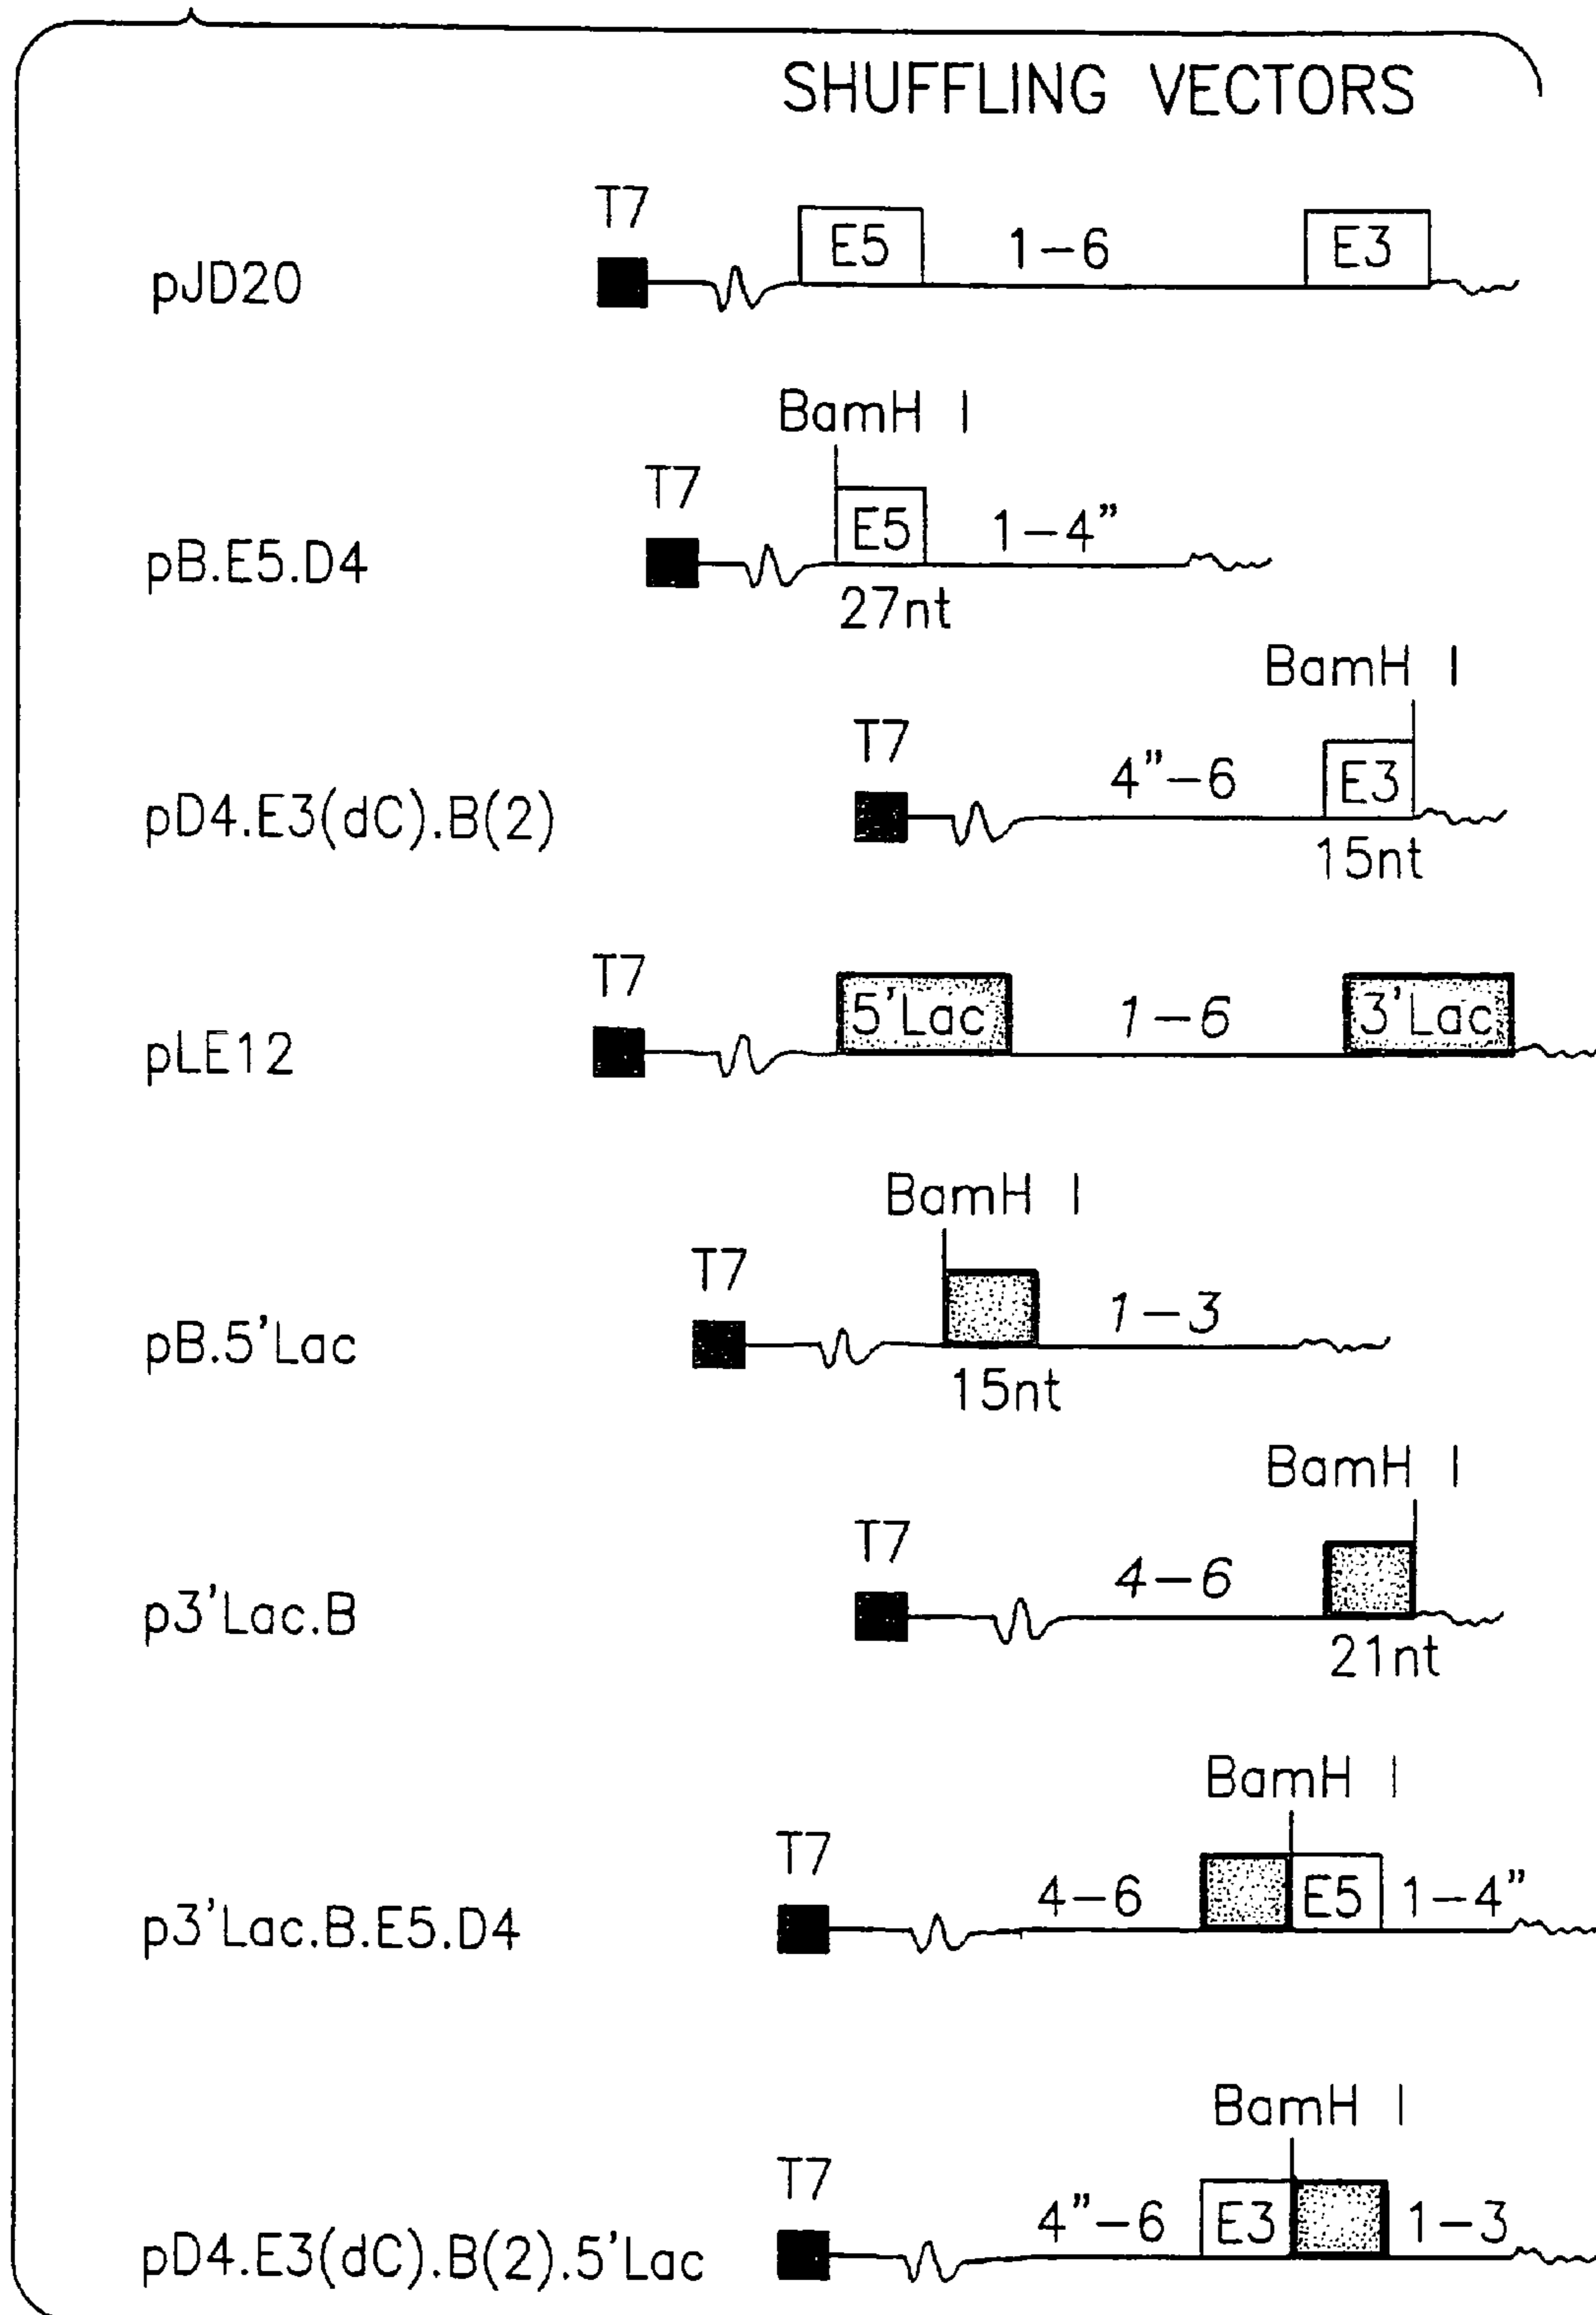 SHUFFLING VECTORS
T7
E5
1-6
E3
pJD20
BamH I
T7
E5
1-4”
pB.E5.D4
27nt
BamH I
T7
4”-6
E3
pD4.E3(dC).B(2)
15nt
T7
5'Lac
1-6
3'Lac
pLE12
BamH I
T7
1-3
pB.5'Lac
15nt
BamH I
T7
4-6
p3'Lac.B
21nt
BamH I
T7
4-6
E5
1-4”
p3'Lac.B.E5.D4
BamH I
T7
4”-6
E3
1-3
pD4.E3(dC).B(2).5'Lac